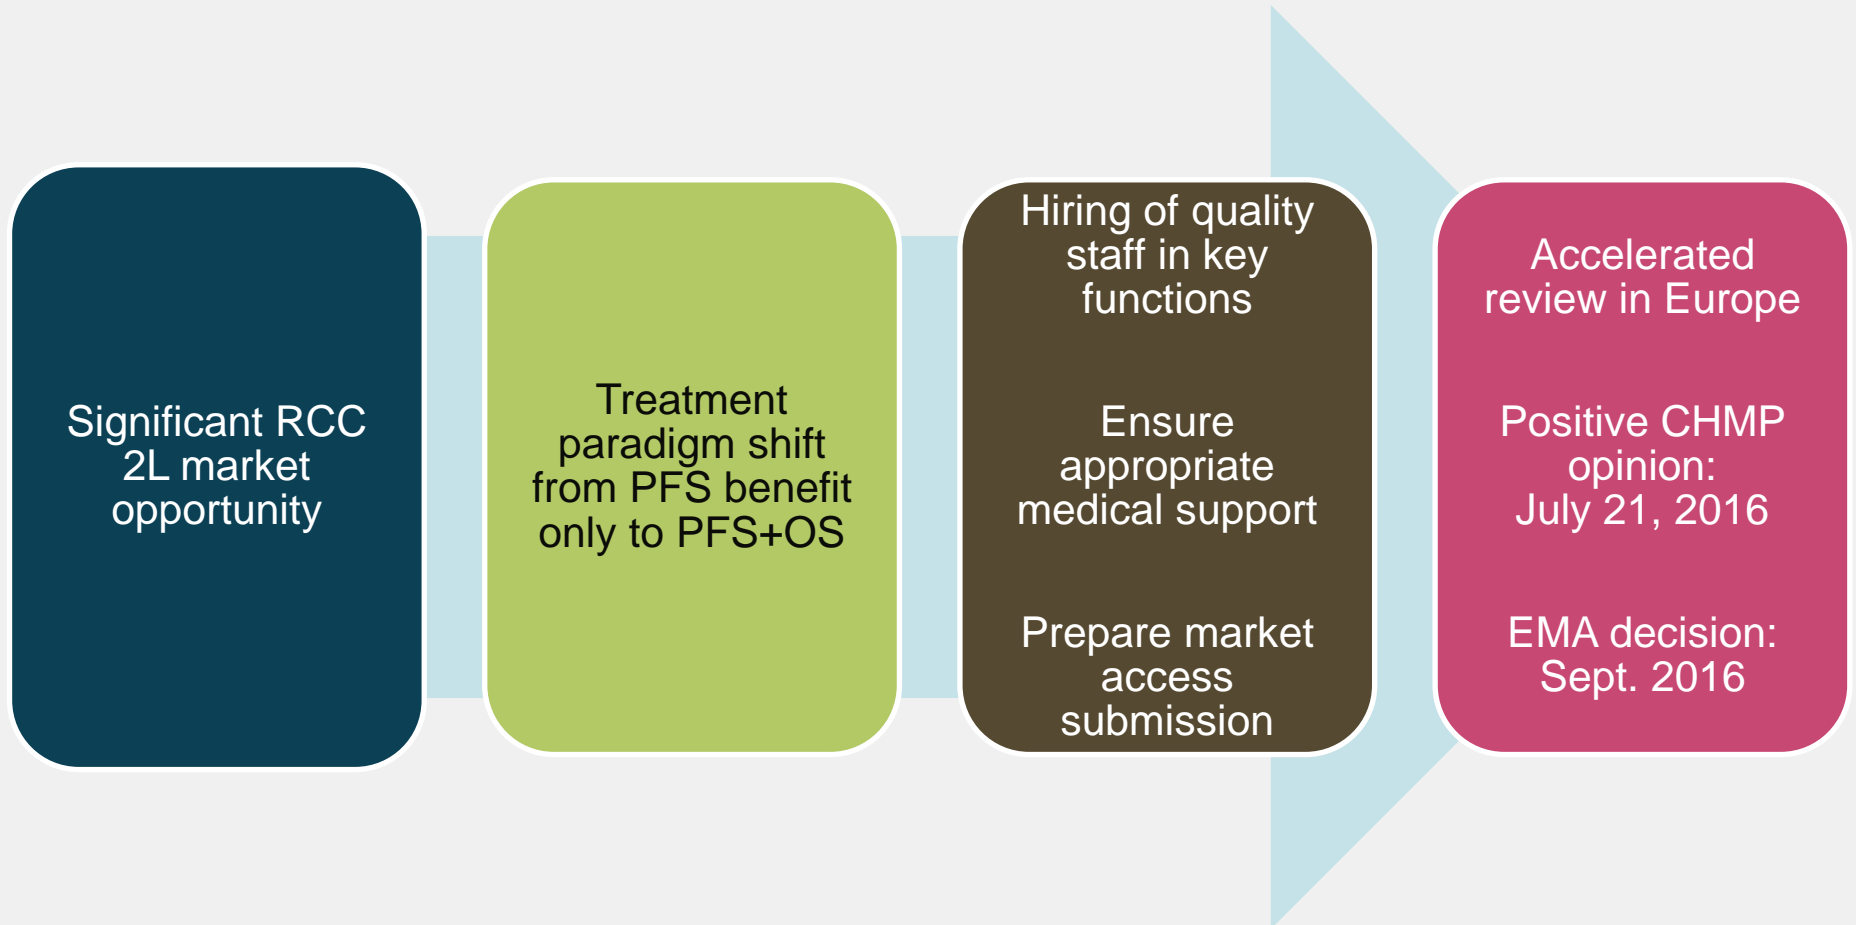 Significant RCC
2L market
opportunity
Treatment
paradigm shift
from PFS benefit
only to PFS+OS
Hiring of quality
staff in key
functions
Ensure
appropriate
medical support
Prepare market
access
submission
Accelerated
review in Europe
Positive CHMP
opinion:
July 21, 2016
EMA decision:
Sept. 2016